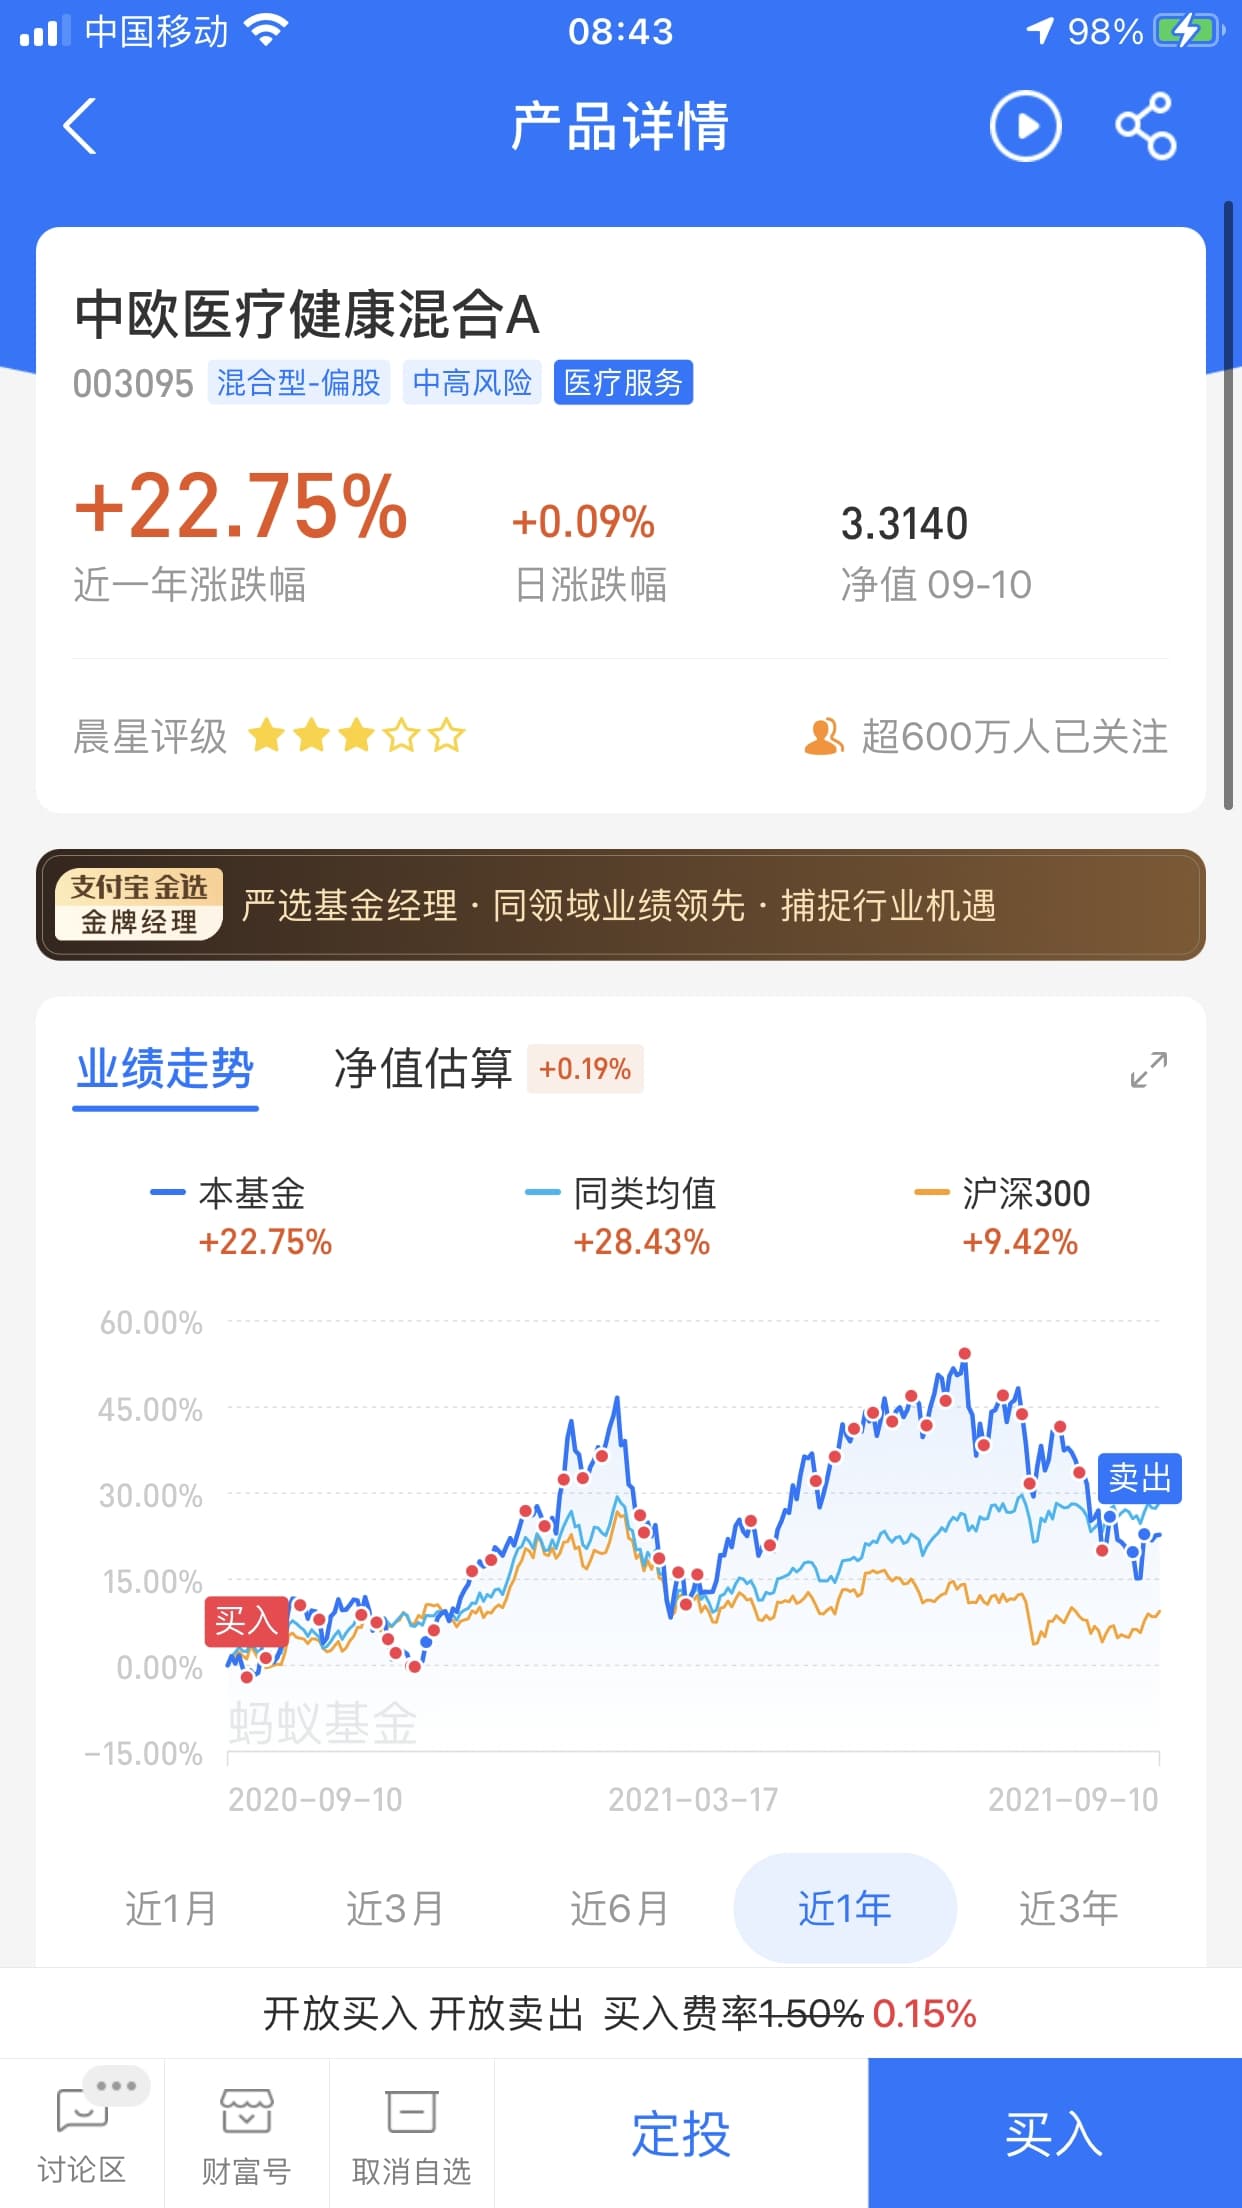 中国移动 08:43 98%
产品详情
中欧医疗健康混合A
003095 混合型-偏股 中高风险 医疗服务
+22.75% +0.09% 3.3140
近一年涨跌幅 日涨跌幅 净值 09-10
晨星评级 超600万人已关注
支付宝 金选
金牌经理
严选基金经理·同领域业绩领先·捕捉行业机遇
业绩走势 净值估算 +0.19%
本基金 同类均值 沪深300
+22.75% +28.43% +9.42%
60.00%
45.00%
卖出
30.00%
15.00%
买入
0.00%
蚂蚁基金
-15.00%
2020-09-10 2021-03-17 2021-09-10
近1月 近3月 近6月 近1年 近3年
开放买入 开放卖出 买入费率1.50% 0.15%
讨论区 财富号 取消自选 定投 买入